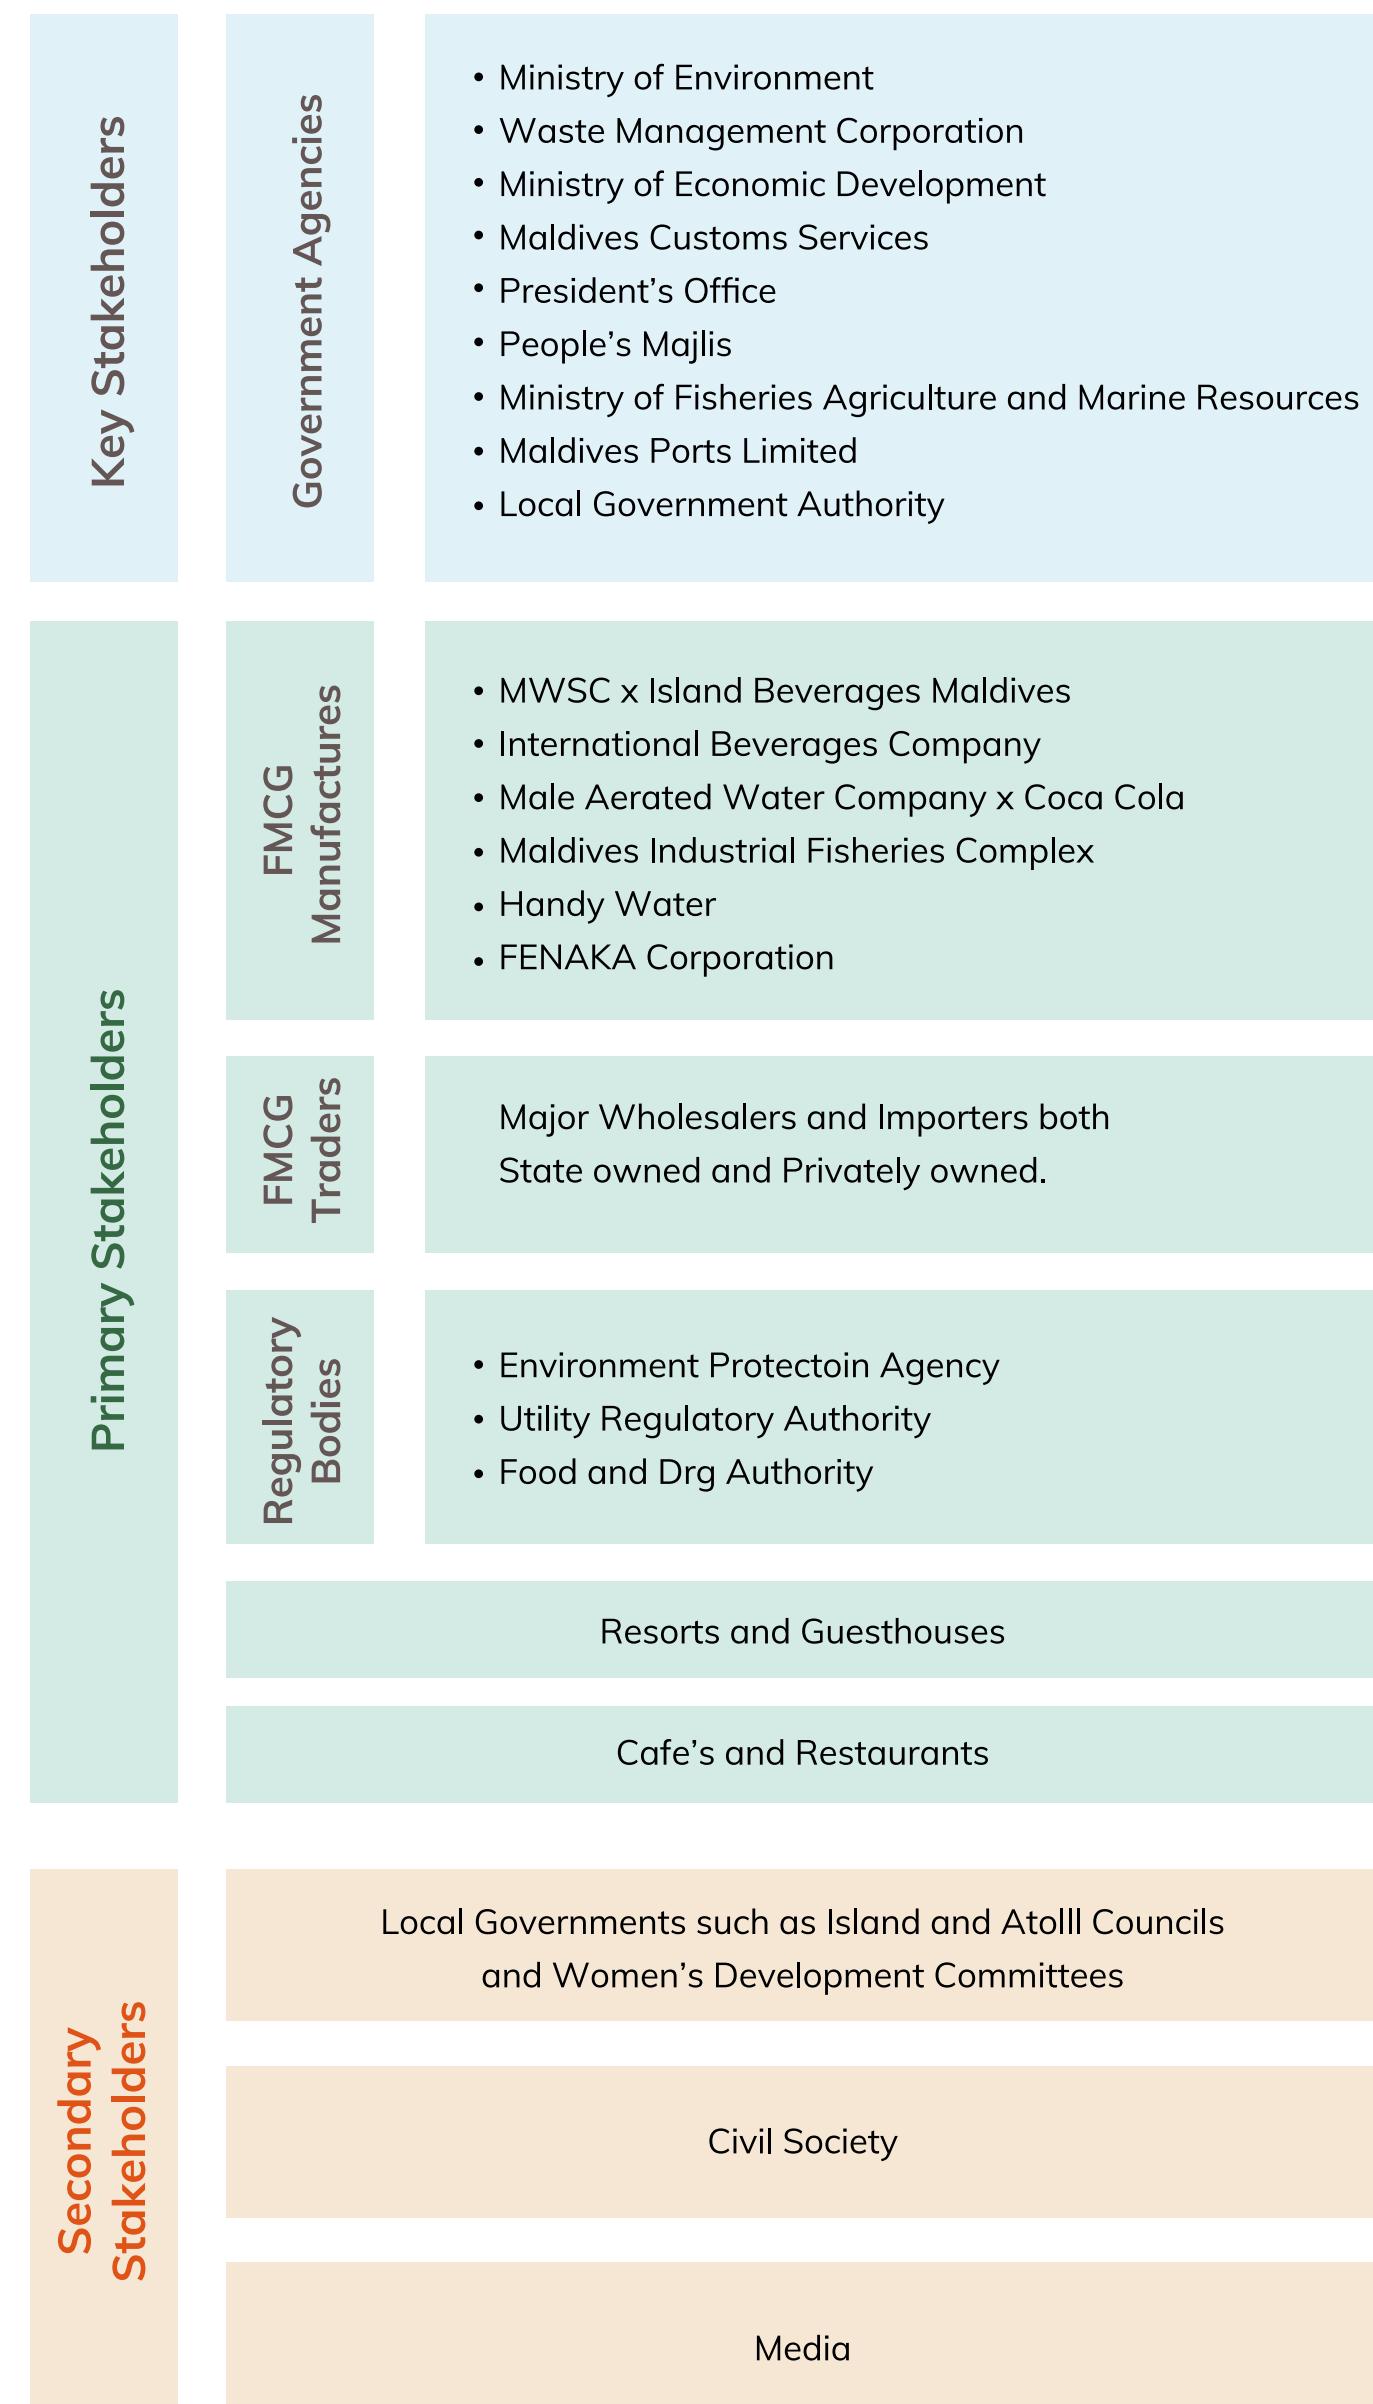 Key Stakeholders
Government Agencies
• Ministry of Environment
• Waste Management Corporation
• Ministry of Economic Development
• Maldives Customs Services
• President’s Office
• People’s Majlis
• Ministry of Fisheries Agriculture and Marine Resources
• Maldives Ports Limited
• Local Government Authority
Primary Stakeholders
FMCG
Manufactures
• MWSC x Island Beverages Maldives
• International Beverages Company
• Male Aerated Water Company x Coca Cola
• Maldives Industrial Fisheries Complex
• Handy Water
• FENAKA Corporation
FMCG
Traders
Major Wholesalers and Importers both
State owned and Privately owned.
Regulatory
Bodies
• Environment Protectoin Agency
• Utility Regulatory Authority
• Food and Drg Authority
Resorts and Guesthouses
Cafe’s and Restaurants
Secondary
Stakeholders
Local Governments such as Island and Atolll Councils
and Women’s Development Committees
Civil Society
Media